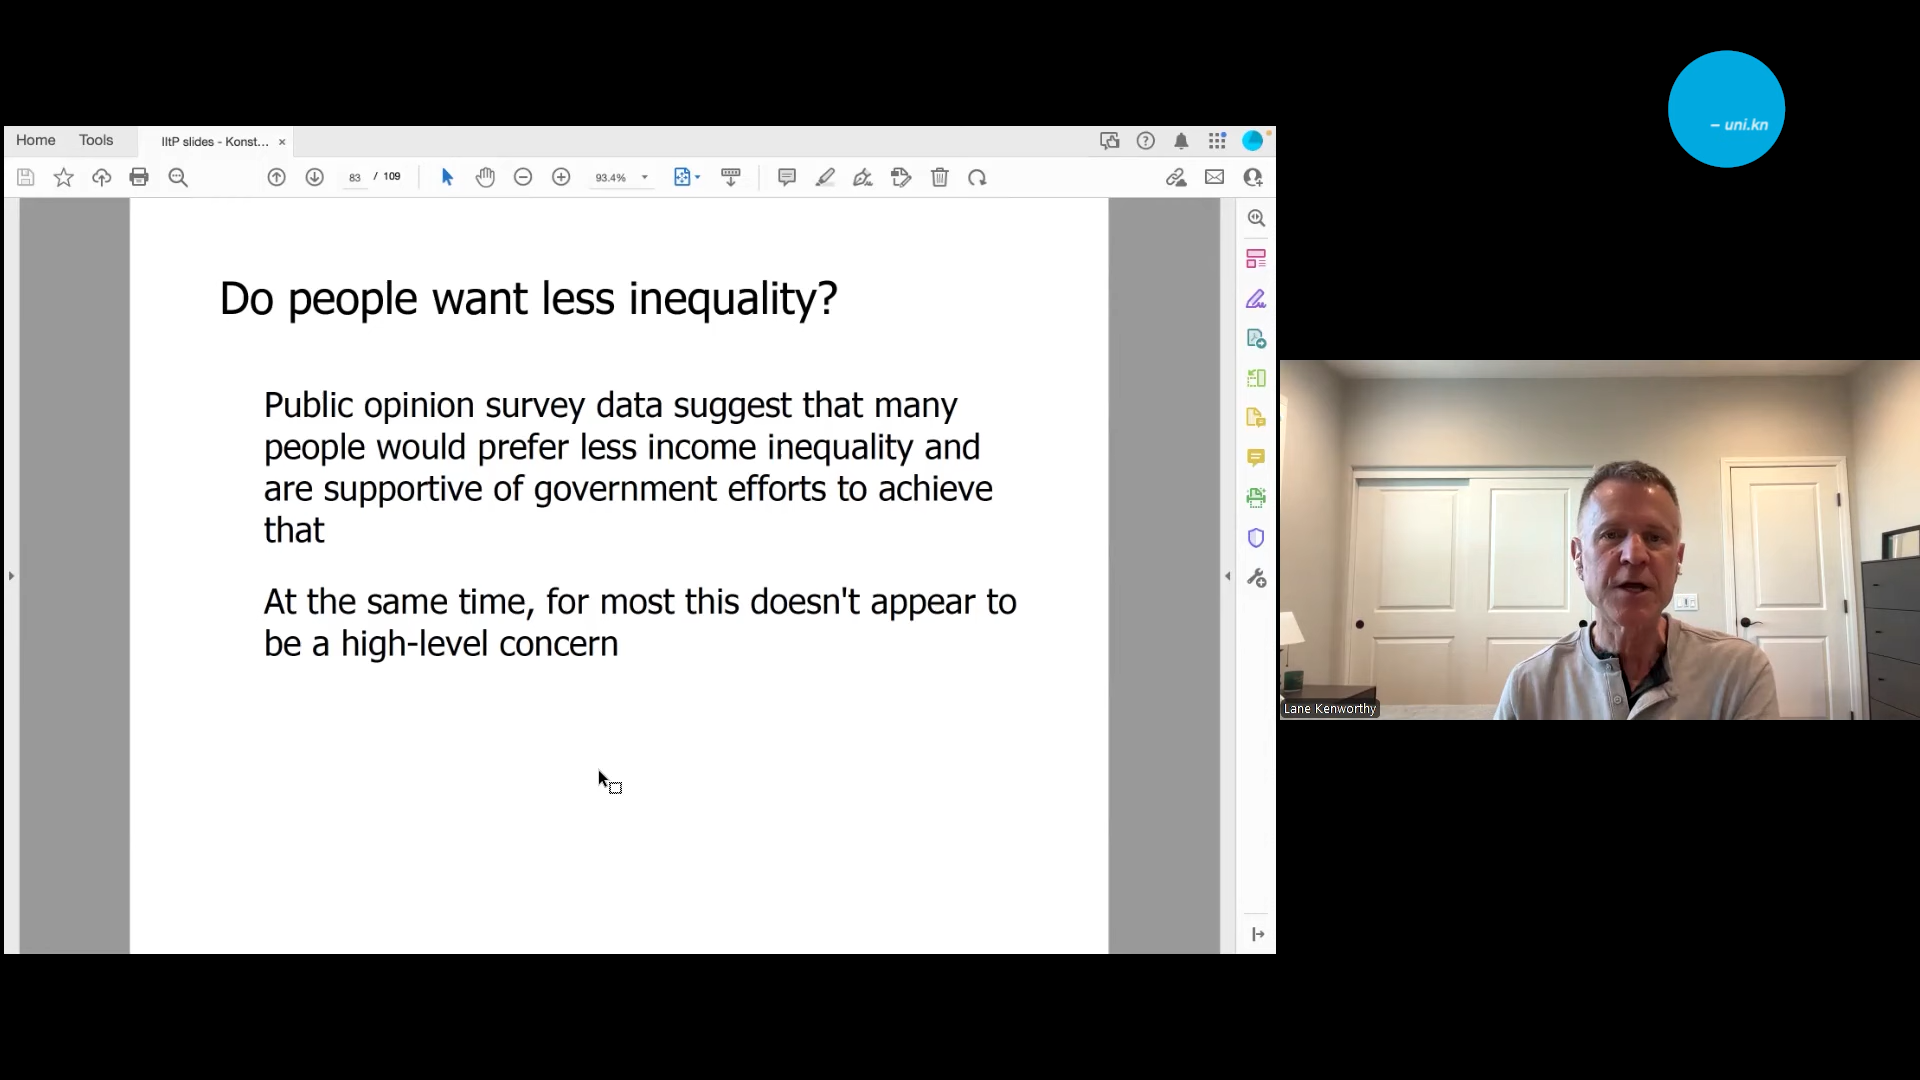 – uni.kn
Home
Tools
IItP slides - Konst...
×
83
/ 109
93.4%
Do people want less inequality?
Public opinion survey data suggest that many
people would prefer less income inequality and
are supportive of government efforts to achieve
that
At the same time, for most this doesn't appear to
be a high-level concern
Lane Kenworthy